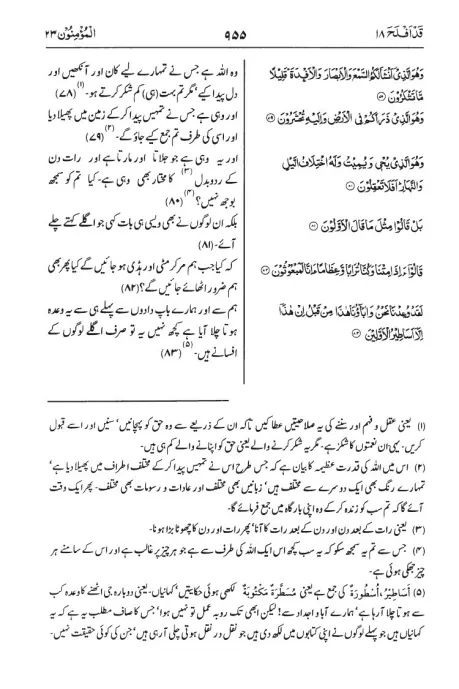 قد افلح ۱۸
۹۵۵
المؤمنون ۲۳
وَهُوَالَّذِىْٓ اَنْشَاَلَكُمُ السَّمْعَ وَالْاَبْصَارَ وَالْاَفْـِٕدَةَ قَلِيْلًا
مَّا تَشْكُرُوْنَ ۞
وَهُوَالَّذِىْ ذَرَاَكُمْ فِى الْاَرْضِ وَاِلَيْهِ تُحْشَرُوْنَ ۞
وَهُوَالَّذِىْ يُحْيٖ وَيُمِيْتُ وَلَهُ اخْتِلَافُ الَّيْلِ
وَالنَّهَارِ اَفَلَا تَعْقِلُوْنَ ۞
بَلْ قَالُوْا مِثْلَ مَا قَالَ الْاَوَّلُوْنَ ۞
قَالُوْٓا ءَاِذَا مِتْنَا وَكُنَّا تُرَابًا وَّعِظَامًا ءَاِنَّا لَمَبْعُوْثُوْنَ ۞
لَقَدْ وُعِدْنَا نَحْنُ وَاٰبَآؤُنَا هٰذَا مِنْ قَبْلُ اِنْ هٰذَآ
اِلَّآ اَسَاطِيْرُ الْاَوَّلِيْنَ ۞
وہ اللہ ہے جس نے تمہارے لیے کان اور آنکھیں اور
دل پیدا کیے، مگر تم بہت (ہی) کم شکر کرتے ہو۔ (۱) (۷۸)
اور وہی ہے جس نے تمہیں پیدا کر کے زمین میں پھیلا دیا
اور اسی کی طرف تم جمع کیے جاؤ گے۔ (۲) (۷۹)
اور یہ وہی ہے جو جلاتا اور مارتا ہے اور رات دن
کے ردوبدل (۳) کا مختار بھی وہی ہے۔ کیا تم کو سمجھ
بوجھ نہیں؟ (۴) (۸۰)
بلکہ ان لوگوں نے بھی ویسی ہی بات کہی جو اگلے کہتے چلے
آئے۔ (۸۱)
کہ کیا جب ہم مر کر مٹی اور ہڈی ہو جائیں گے کیا پھر بھی
ہم ضرور اٹھائے جائیں گے؟ (۸۲)
ہم سے اور ہمارے باپ دادوں سے پہلے ہی سے یہ وعدہ
ہوتا چلا آیا ہے کچھ نہیں یہ تو صرف اگلے لوگوں کے
افسانے ہیں۔ (۵) (۸۳)
(۱) یعنی عقل و فہم اور سننے کی یہ صلاحیتیں عطا کیں تاکہ ان کے ذریعے سے وہ حق کو پہچانیں، سنیں اور اسے قبول
کریں۔ یہی ان نعمتوں کا شکر ہے۔ مگر یہ شکر کرنے والے یعنی حق کو اپنانے والے کم ہی ہیں۔
(۲) اس میں اللہ کی قدرت عظیمہ کا بیان ہے کہ جس طرح اس نے تمہیں پیدا کر کے مختلف اطراف میں پھیلا دیا ہے،
تمہارے رنگ بھی ایک دوسرے سے مختلف ہیں، زبانیں بھی مختلف اور عادات و رسومات بھی مختلف۔ پھر ایک وقت
آئے گا کہ تم سب کو زندہ کر کے وہ اپنی بارگاہ میں جمع فرمائے گا۔
(۳) یعنی رات کے بعد دن اور دن کے بعد رات کا آنا، پھر رات اور دن کا چھوٹا بڑا ہونا۔
(۴) جس سے تم یہ سمجھ سکو کہ یہ سب کچھ اس ایک اللہ کی طرف سے ہے جو ہر چیز پر غالب ہے اور اس کے سامنے ہر
چیز جھکی ہوئی ہے۔
(۵) اَسَاطِيْرُ، اُسْطُوْرَةٌ کی جمع ہے یعنی مُسَطَّرَةٌ مَكْتُوْبَةٌ لکھی ہوئی حکایتیں، کہانیاں۔ یعنی دوبارہ جی اٹھنے کا وعدہ کب
سے ہوتا چلا آرہا ہے، ہمارے آبا و اجداد سے! لیکن ابھی تک روبہ عمل تو نہیں ہوا، جس کا صاف مطلب یہ ہے کہ یہ
کہانیاں ہیں جو پہلے لوگوں نے اپنی کتابوں میں لکھ دی ہیں جو نقل در نقل ہوتی چلی آرہی ہیں، جن کی کوئی حقیقت نہیں۔